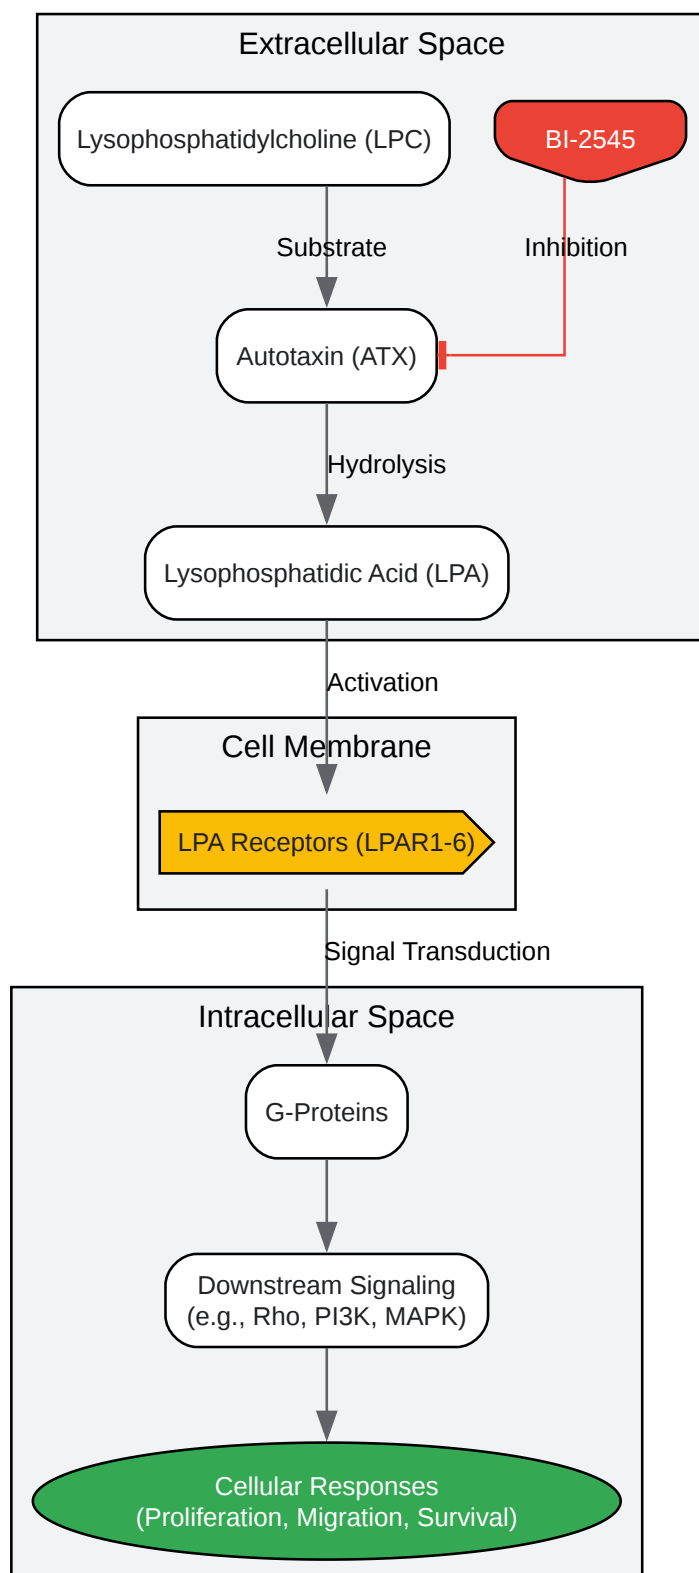 Extracellular Space
Lysophosphatidylcholine (LPC)
BI-2545
Substrate
Inhibition
Autotaxin (ATX)
Hydrolysis
Lysophosphatidic Acid (LPA)
Activation
Cell Membrane
LPA Receptors (LPAR1-6)
Signal Transduction
Intracellular Space
G-Proteins
Downstream Signaling
(e.g., Rho, PI3K, MAPK)
Cellular Responses
(Proliferation, Migration, Survival)